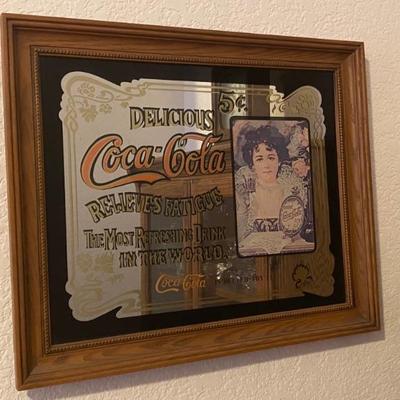 5¢
DELICIOUS
Coca-Cola
RELIEVES FATIGUE
THE MOST REFRESHING DRINK
IN THE WORLD.
Coca-Cola